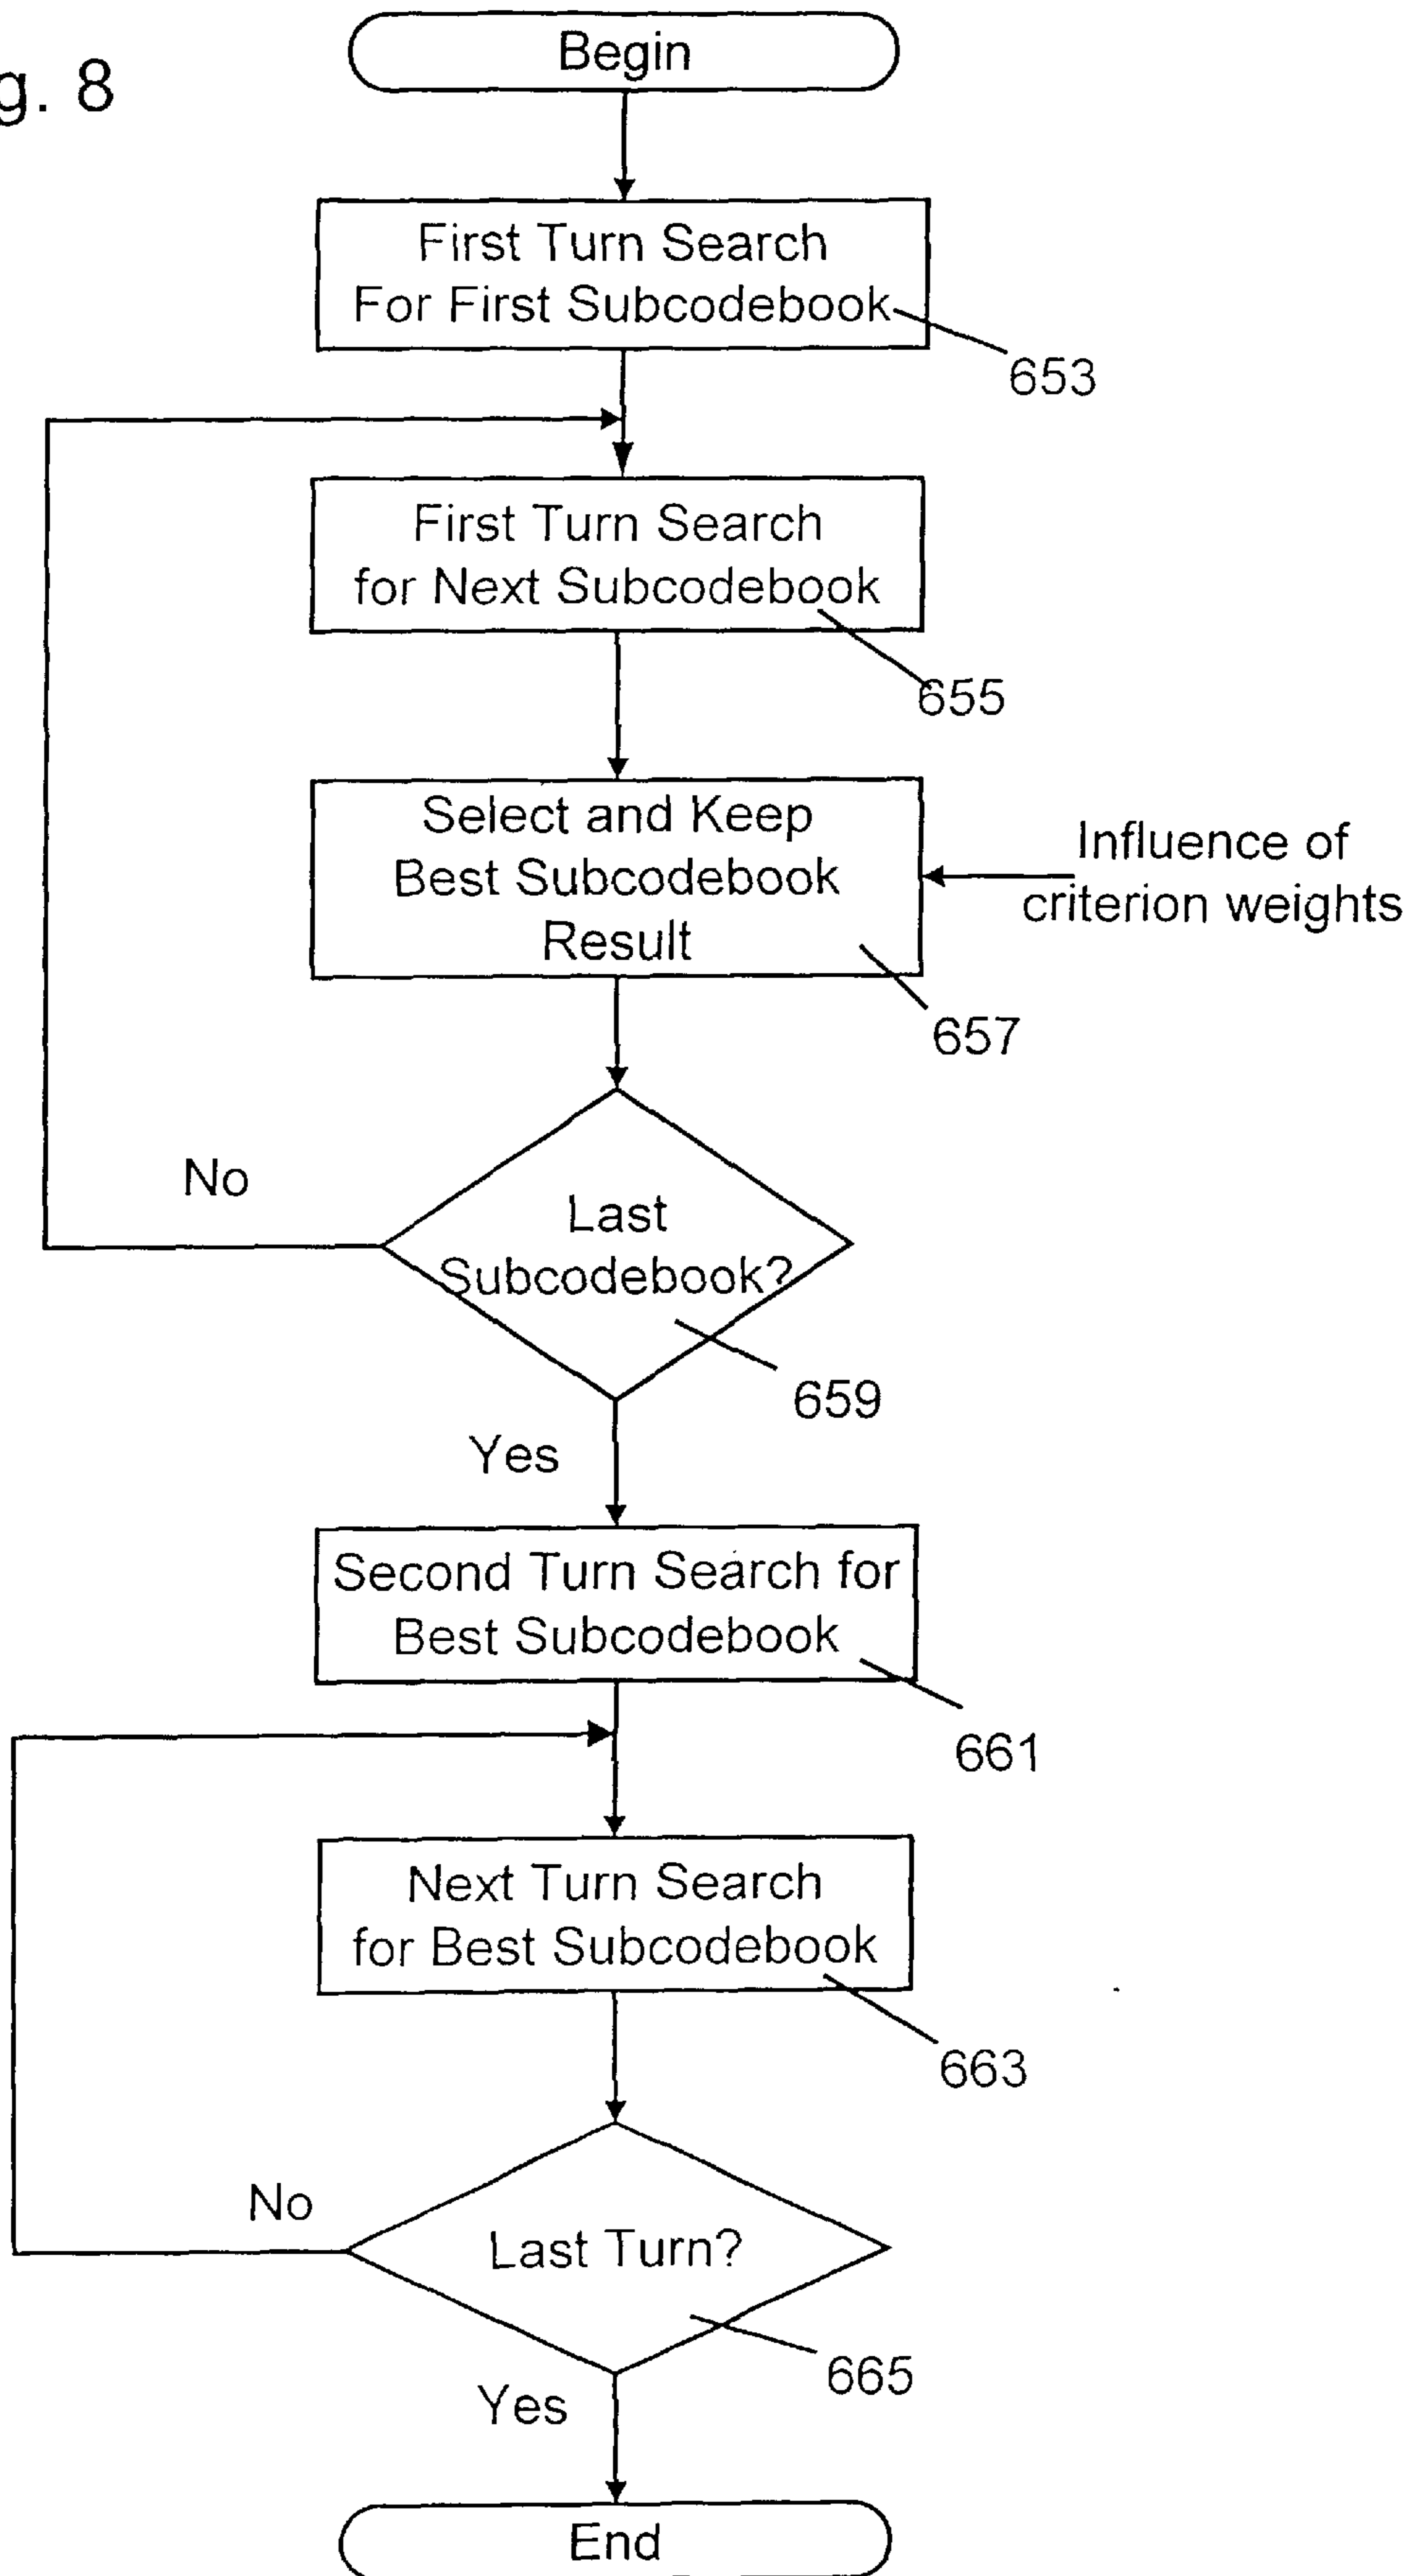 g. 8
Begin
First Turn Search
For First Subcodebook
653
First Turn Search
for Next Subcodebook
655
Select and Keep
Best Subcodebook
Result
Influence of
criterion weights
657
No
Last
Subcodebook?
659
Yes
Second Turn Search for
Best Subcodebook
661
Next Turn Search
for Best Subcodebook
663
No
Last Turn?
665
Yes
End